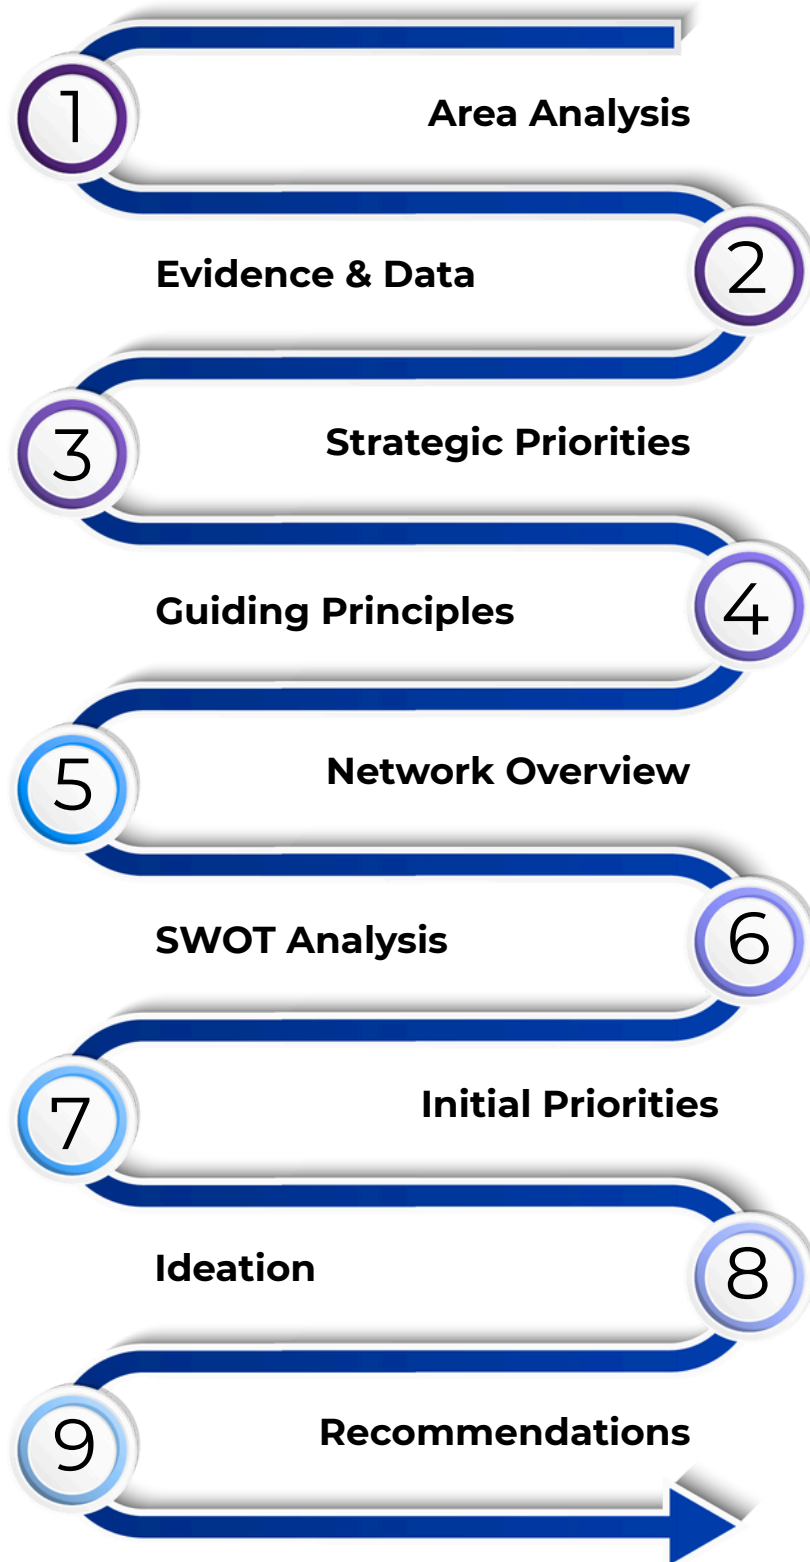 1
Area Analysis
2
Evidence & Data
3
Strategic Priorities
4
Guiding Principles
5
Network Overview
6
SWOT Analysis
7
Initial Priorities
8
Ideation
9
Recommendations